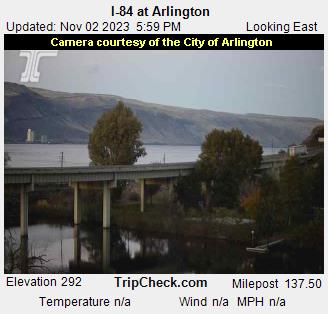 I-84 at Arlington
Updated: Nov 02 2023 5:59 PM Looking East
Camera courtesy of the City of Arlington
Elevation 292 TripCheck.com Milepost 137.50
Temperature n/a Wind n/a MPH n/a